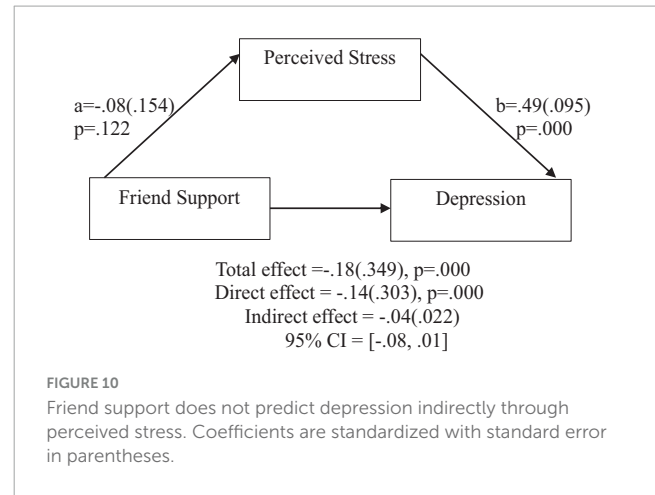 Perceived Stress
a=-.08(.154)
p=.122
b=.49(.095)
p=.000
Friend Support
Depression
Total effect =-.18(.349), p=.000
Direct effect = -.14(.303), p=.000
Indirect effect = -.04(.022)
95% CI = [-.08, .01]
FIGURE 10
Friend support does not predict depression indirectly through
perceived stress. Coefficients are standardized with standard error
in parentheses.